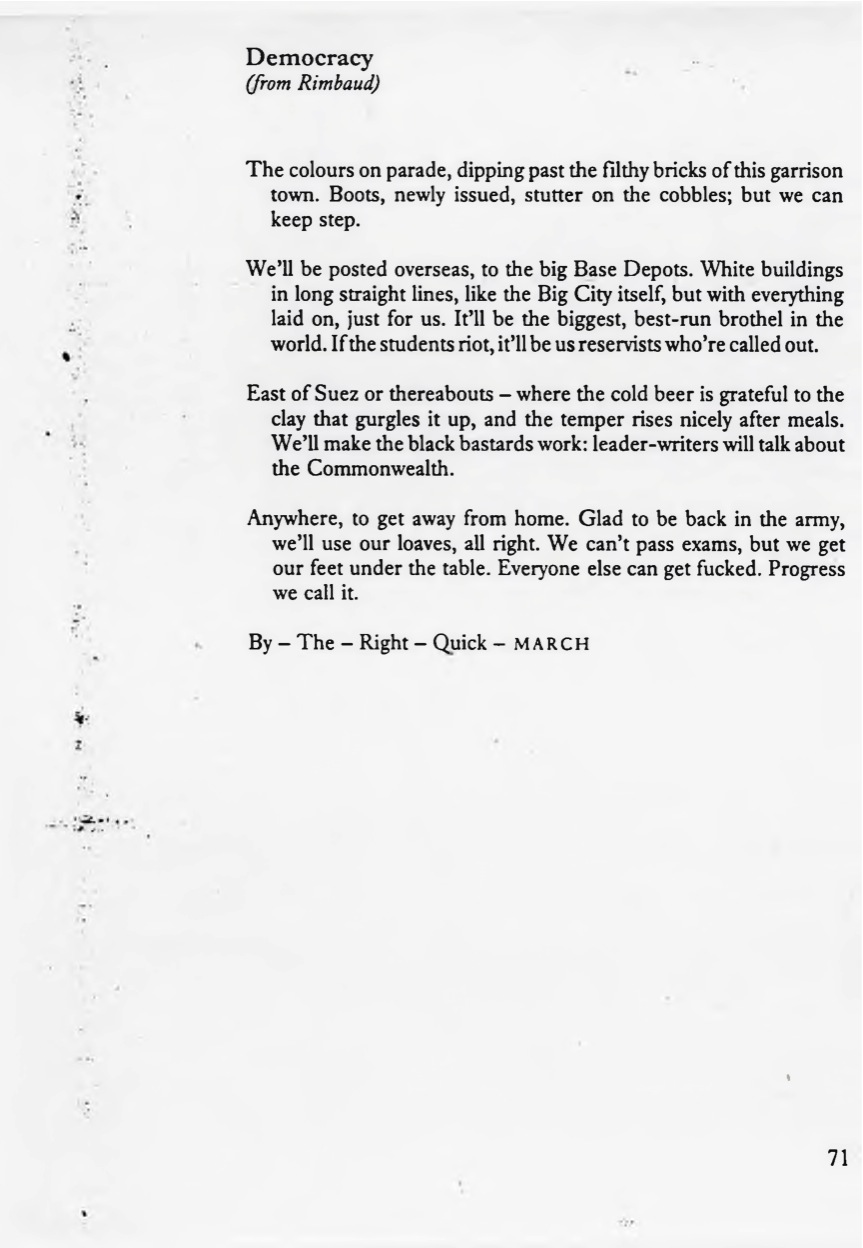 Democracy
(from Rimbaud)
The colours on parade, dipping past the filthy bricks of this garrison
town. Boots, newly issued, stutter on the cobbles; but we can
keep step.
We'll be posted overseas, to the big Base Depots. White buildings
in long straight lines, like the Big City itself, but with everything
laid on, just for us. It'll be the biggest, best-run brothel in the
world. If the students riot, it'll be us reservists who're called out.
East of Suez or thereabouts – where the cold beer is grateful to the
clay that gurgles it up, and the temper rises nicely after meals.
We'll make the black bastards work: leader-writers will talk about
the Commonwealth.
Anywhere, to get away from home. Glad to be back in the army,
we'll use our loaves, all right. We can't pass exams, but we get
our feet under the table. Everyone else can get fucked. Progress
we call it.
By – The – Right – Quick – MARCH
71